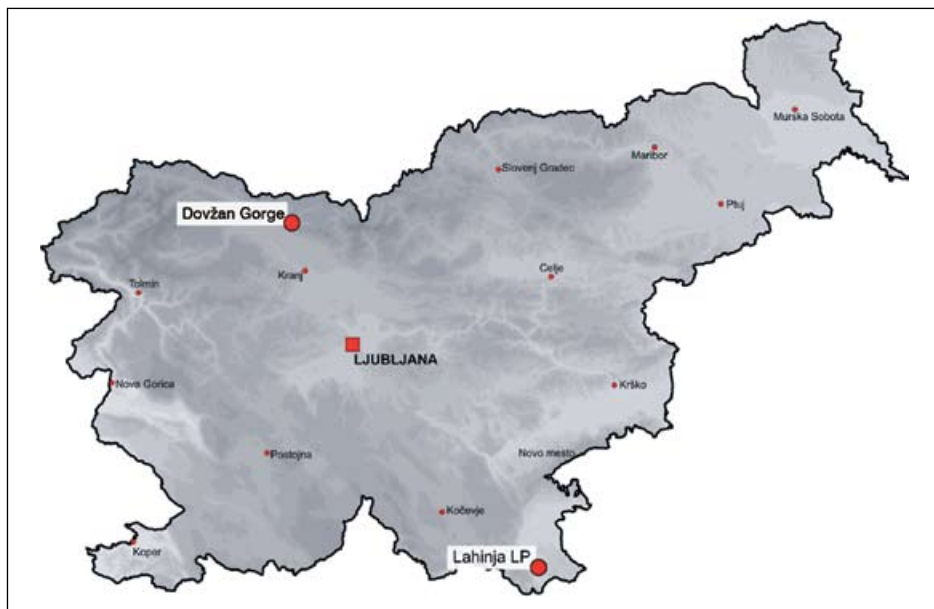 Murska Sobota
Maribor
Slovenj Gradec
Ptuj
Dovžan Gorge
Kranj
Celje
Tolmin
LJUBLJANA
Nova Gorica
Krško
Postojna
Novo mesto
Kočevje
Koper
Lahinja LP